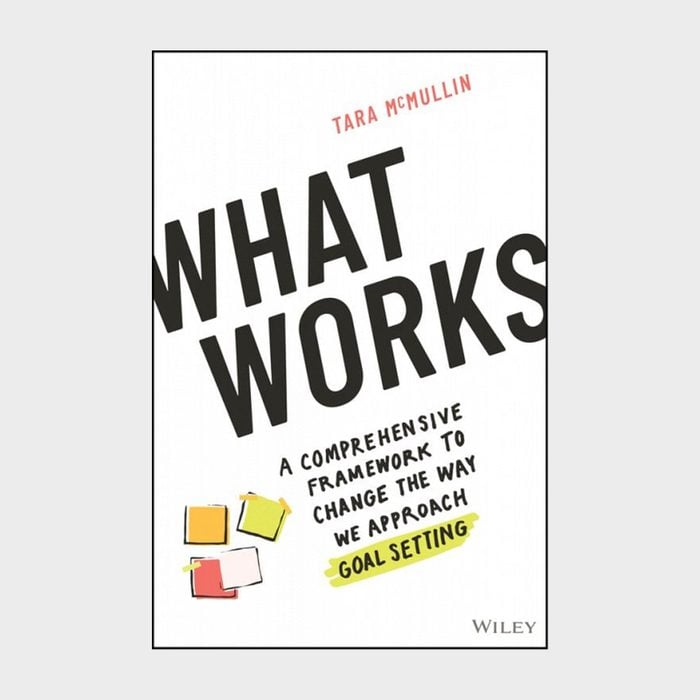 TARA McMULLIN
WHAT
WORKS
A COMPREHENSIVE
FRAMEWORK TO
CHANGE THE WAY
WE APPROACH
GOAL SETTING
WILEY